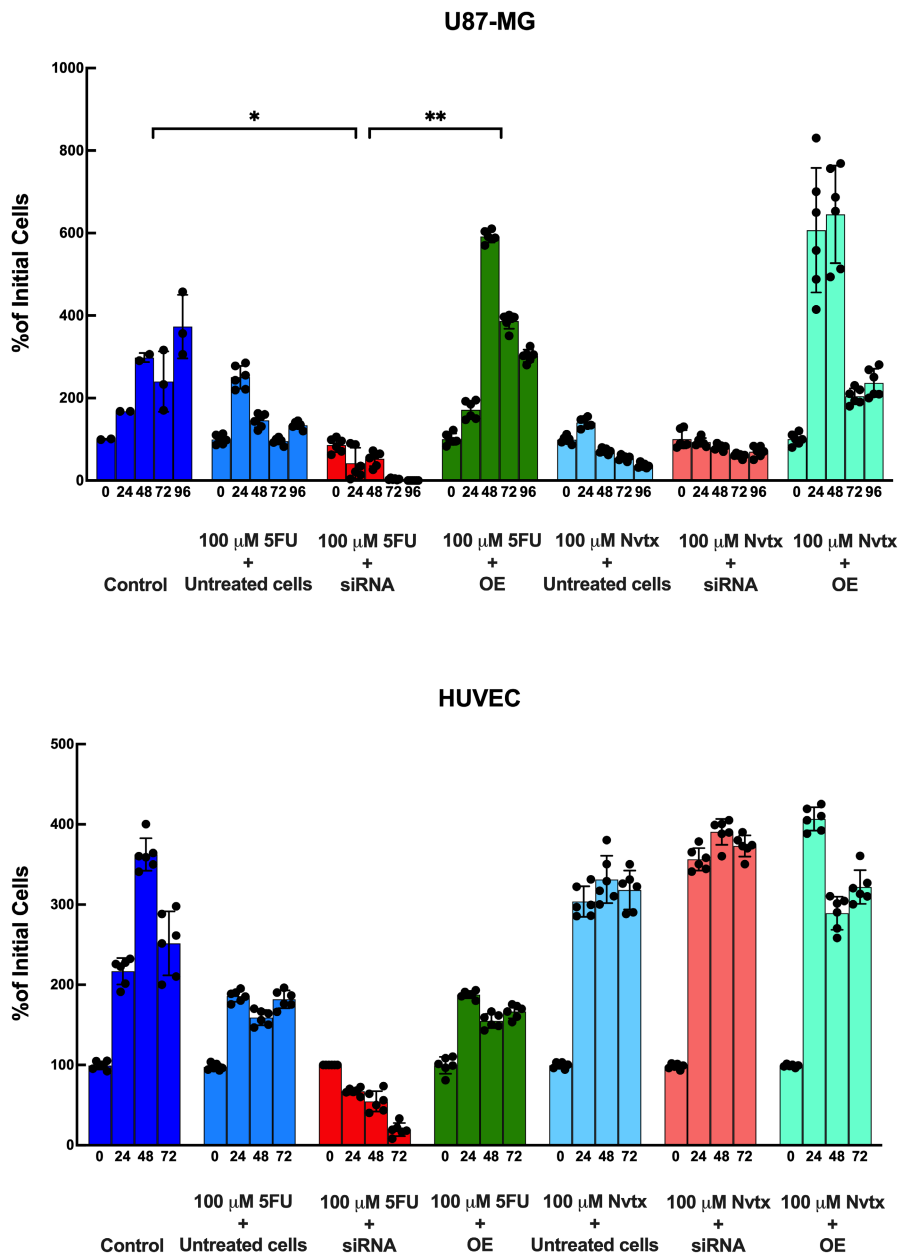 U87-MG
1000
* **
800
600
400
200
0
%of Initial Cells
0 24 48 72 96 0 24 48 72 96 0 24 48 72 96 0 24 48 72 96 0 24 48 72 96 0 24 48 72 96 0 24 48 72 96
100 μM 5FU 100 μM 5FU 100 μM 5FU 100 μM Nvtx 100 μM Nvtx 100 μM Nvtx
+ + + + + +
Control Untreated cells siRNA OE Untreated cells siRNA OE
HUVEC
500
400
300
200
100
0
%of Initial Cells
0 24 48 72 0 24 48 72 0 24 48 72 0 24 48 72 0 24 48 72 0 24 48 72 0 24 48 72
100 μM 5FU 100 μM 5FU 100 μM 5FU 100 μM Nvtx 100 μM Nvtx 100 μM Nvtx
+ + + + + +
Control Untreated cells siRNA OE Untreated cells siRNA OE